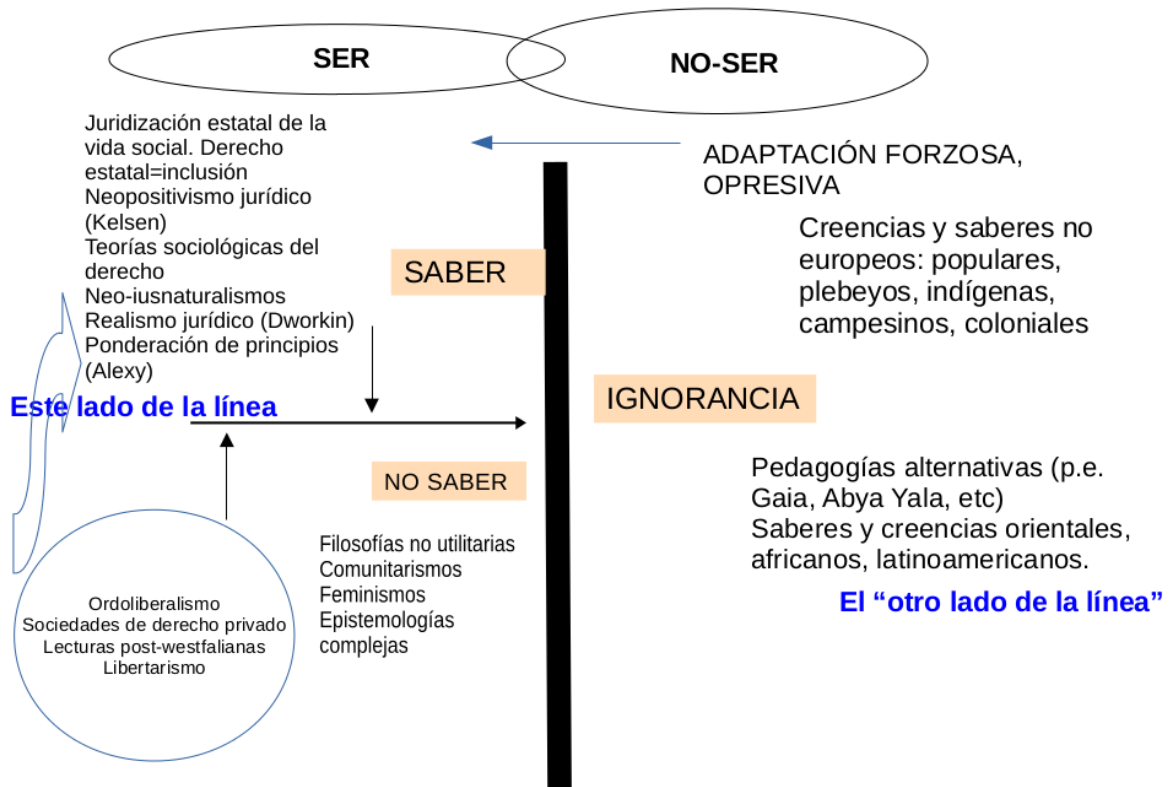 SER
NO-SER
Juridización estatal de la
vida social. Derecho
estatal=inclusión
Neopositivismo jurídico
(Kelsen)
Teorías sociológicas del
derecho
Neo-iusnaturalismos
Realismo jurídico (Dworkin)
Ponderación de principios
(Alexy)
ADAPTACIÓN FORZOSA,
OPRESIVA
Creencias y saberes no
europeos: populares,
plebeyos, indígenas,
campesinos, coloniales
SABER
Este lado de la línea
IGNORANCIA
NO SABER
Filosofías no utilitarias
Comunitarismos
Feminismos
Epistemologías
complejas
Ordoliberalismo
Sociedades de derecho privado
Lecturas post-westfalianas
Libertarismo
Pedagogías alternativas (p.e.
Gaia, Abya Yala, etc)
Saberes y creencias orientales,
africanos, latinoamericanos.
El “otro lado de la línea”